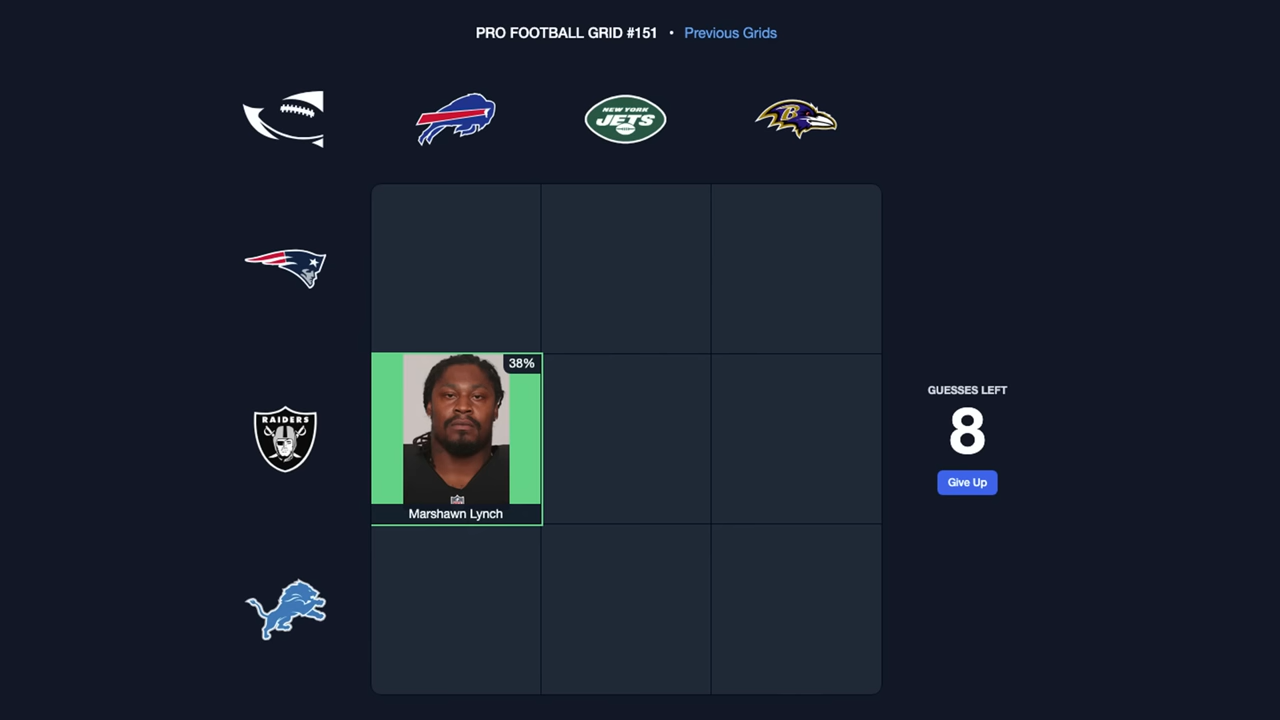 PRO FOOTBALL GRID #151 • Previous Grids
NEW YORK
JETS
B
RAIDERS
38%
Marshawn Lynch
GUESSES LEFT
8
Give Up